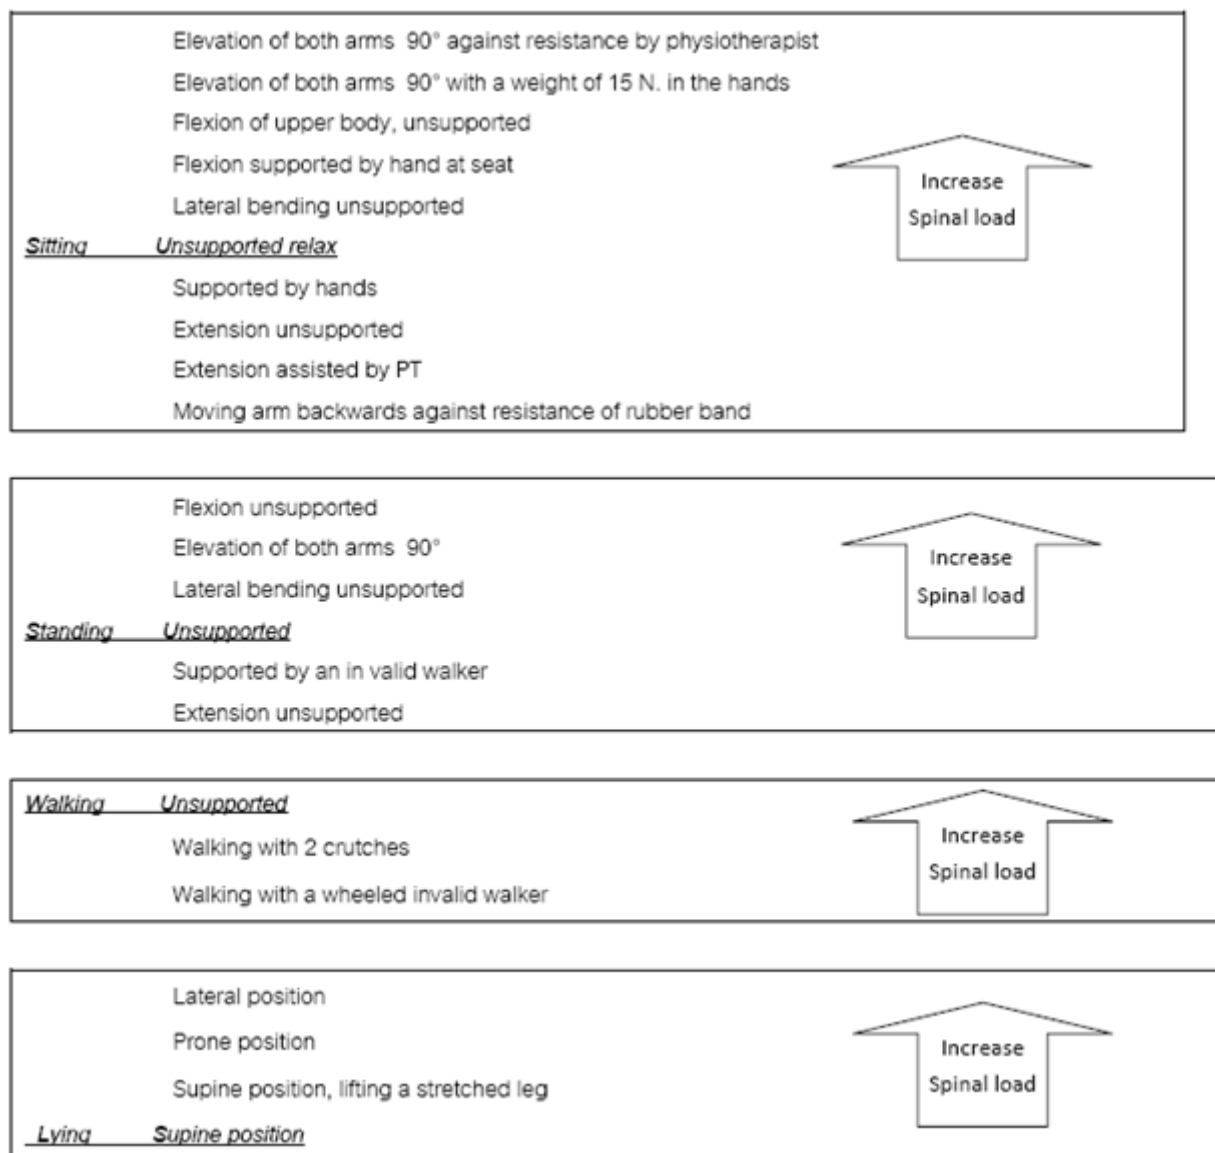 Elevation of both arms 90° against resistance by physiotherapist
Elevation of both arms 90° with a weight of 15 N. in the hands
Flexion of upper body, unsupported
Flexion supported by hand at seat
Lateral bending unsupported
Sitting Unsupported relax
Supported by hands
Extension unsupported
Extension assisted by PT
Moving arm backwards against resistance of rubber band
Increase
Spinal load
Flexion unsupported
Elevation of both arms 90°
Lateral bending unsupported
Standing Unsupported
Supported by an in valid walker
Extension unsupported
Increase
Spinal load
Walking Unsupported
Walking with 2 crutches
Walking with a wheeled invalid walker
Increase
Spinal load
Lateral position
Prone position
Supine position, lifting a stretched leg
Lying Supine position
Increase
Spinal load